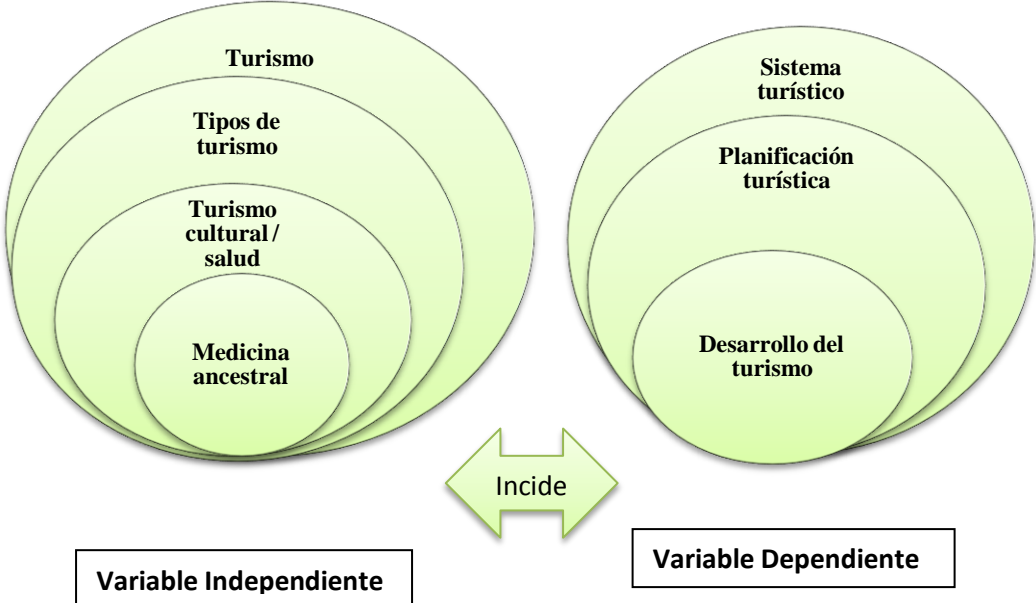 Turismo
Tipos de
turismo
Turismo
cultural /
salud
Medicina
ancestral
Sistema
turístico
Planificación
turística
Desarrollo del
turismo
Incide
Variable Independiente
Variable Dependiente